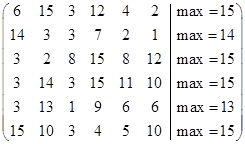 6 15 3 12 4 2 max =15
14 3 3 7 2 1 max =14
3 2 8 15 8 12 max =15
3 14 3 15 11 10 max =15
3 13 1 9 6 6 max =13
15 10 3 4 5 10 max =15